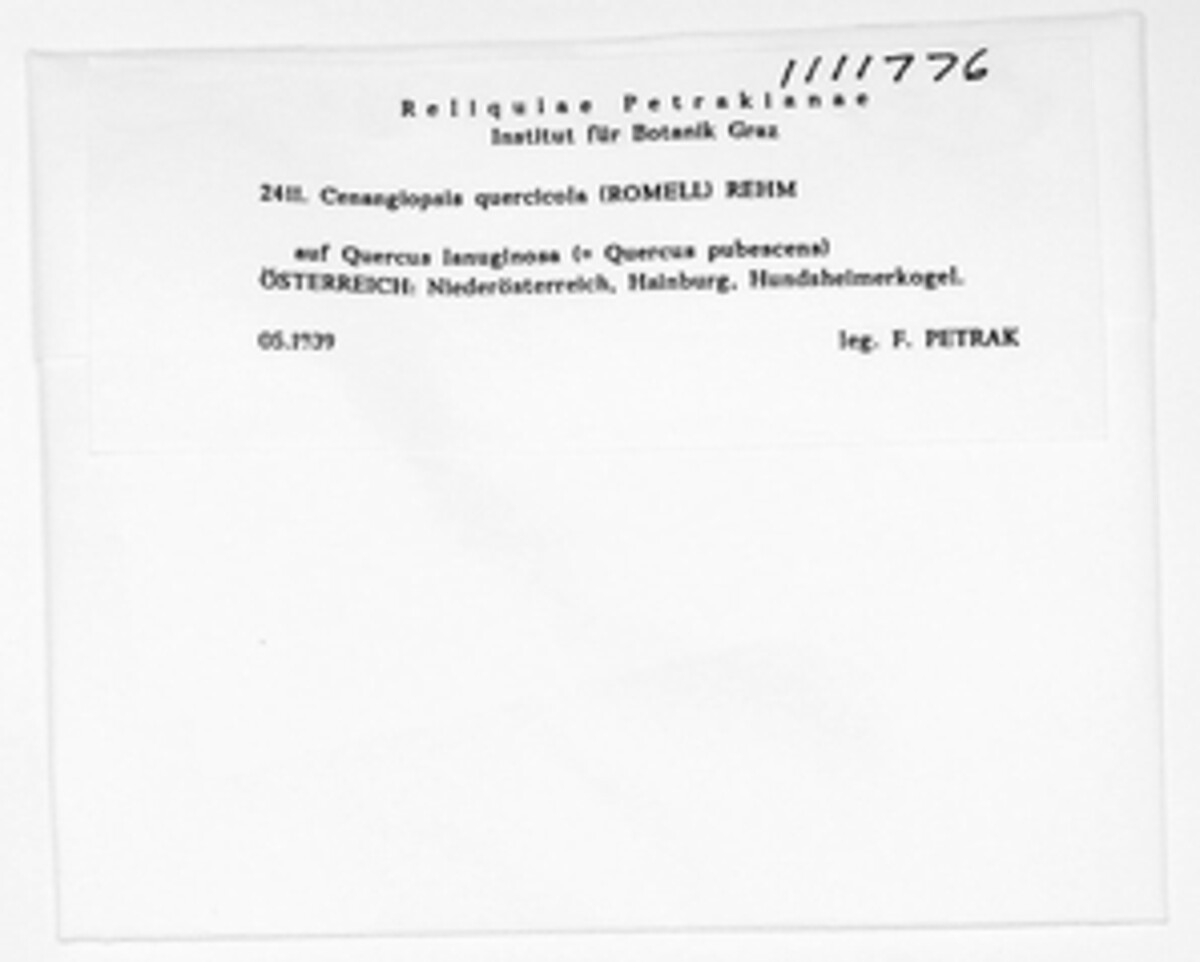 1111776
Reliquiae Petrakianae
Institut für Botanik Graz
2411. Cenangiopsis quercicola (ROMELL) REHM
auf Quercus lanuginosa (= Quercus pubescens)
ÖSTERREICH: Niederösterreich, Hainburg, Hundsheimerkogel.
05.1939
leg. F. PETRAK